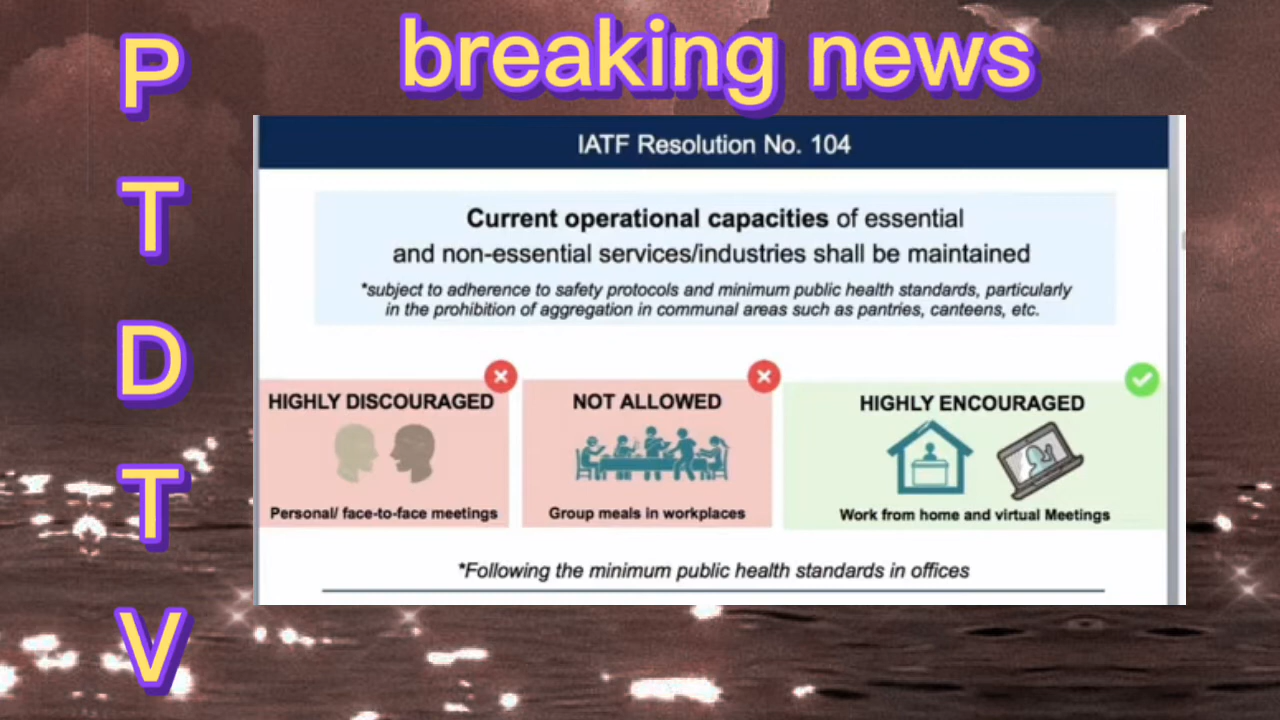 breaking news
P
T
D
T
V
IATF Resolution No. 104
Current operational capacities of essential
and non-essential services/industries shall be maintained
*subject to adherence to safety protocols and minimum public health standards, particularly
in the prohibition of aggregation in communal areas such as pantries, canteens, etc.
HIGHLY DISCOURAGED
Personal/ face-to-face meetings
NOT ALLOWED
Group meals in workplaces
HIGHLY ENCOURAGED
Work from home and virtual Meetings
*Following the minimum public health standards in offices